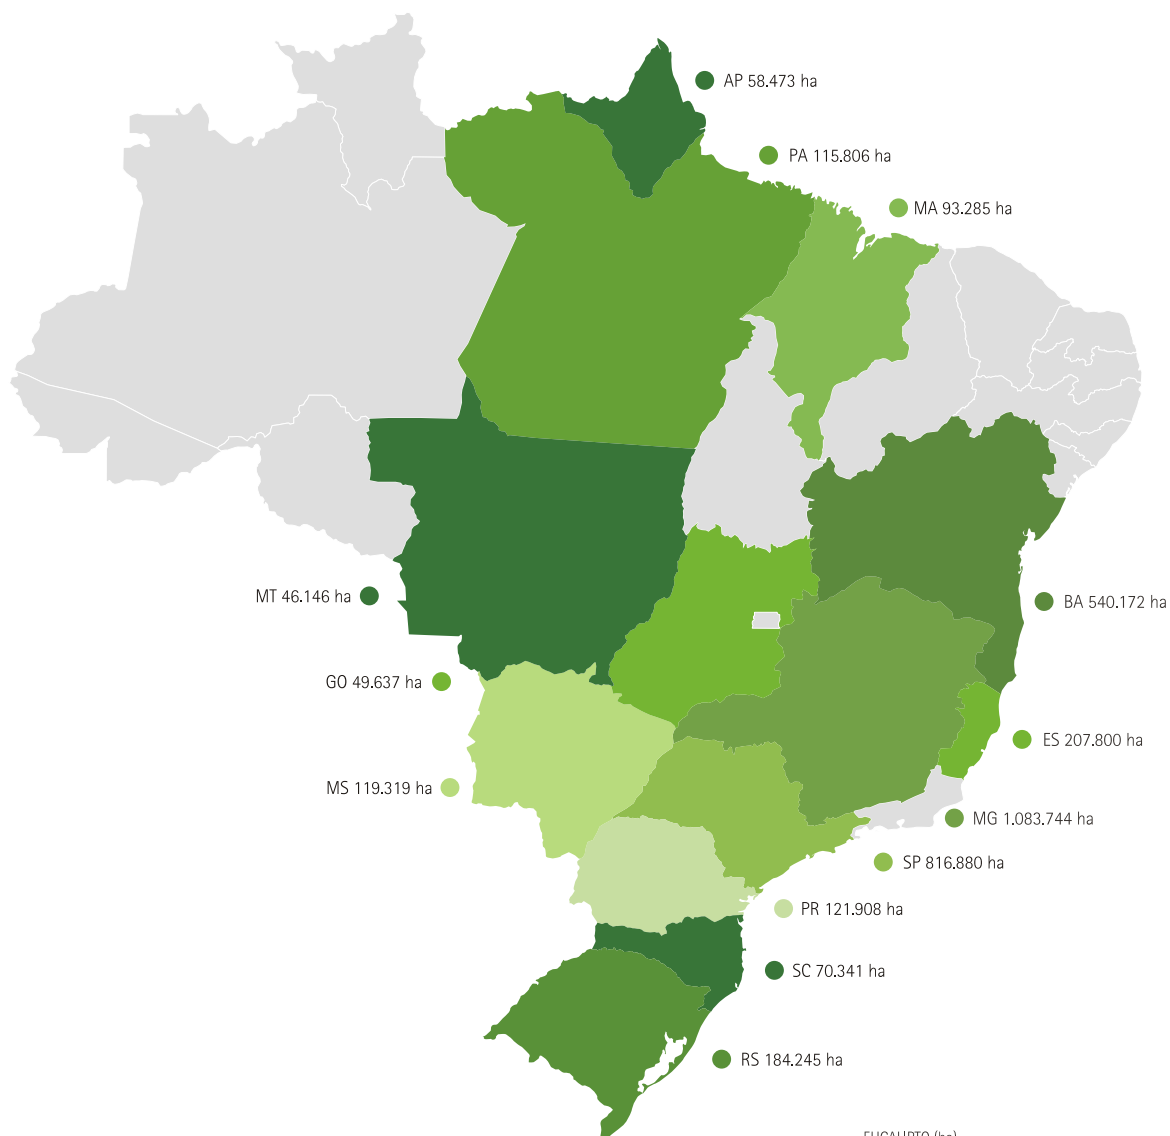 AP 58.473 ha
PA 115.806 ha
MA 93.285 ha
MT 46.146 ha
BA 540.172 ha
GO 49.637 ha
ES 207.800 ha
MS 119.319 ha
MG 1.083.744 ha
SP 816.880 ha
PR 121.908 ha
SC 70.341 ha
RS 184.245 ha
EUCALIPTO (ha)